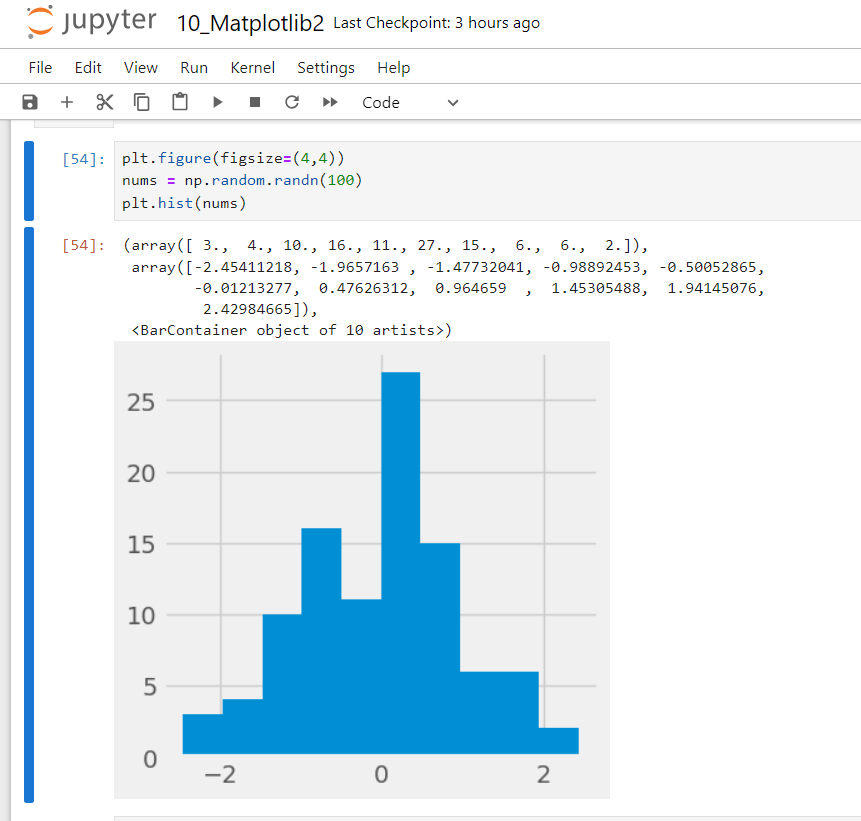 jupyter 10_Matplotlib2 Last Checkpoint: 3 hours ago
File Edit View Run Kernel Settings Help
Code
[54]: plt.figure(figsize=(4,4))
nums = np.random.randn(100)
plt.hist(nums)
[54]: (array([ 3.,  4., 10., 16., 11., 27., 15.,  6.,  6.,  2.]),
array([-2.45411218, -1.9657163 , -1.47732041, -0.98892453, -0.50052865,
-0.01213277,  0.47626312,  0.964659  ,  1.45305488,  1.94145076,
2.42984665]),
<BarContainer object of 10 artists>)
25
20
15
10
5
0
−2 0 2